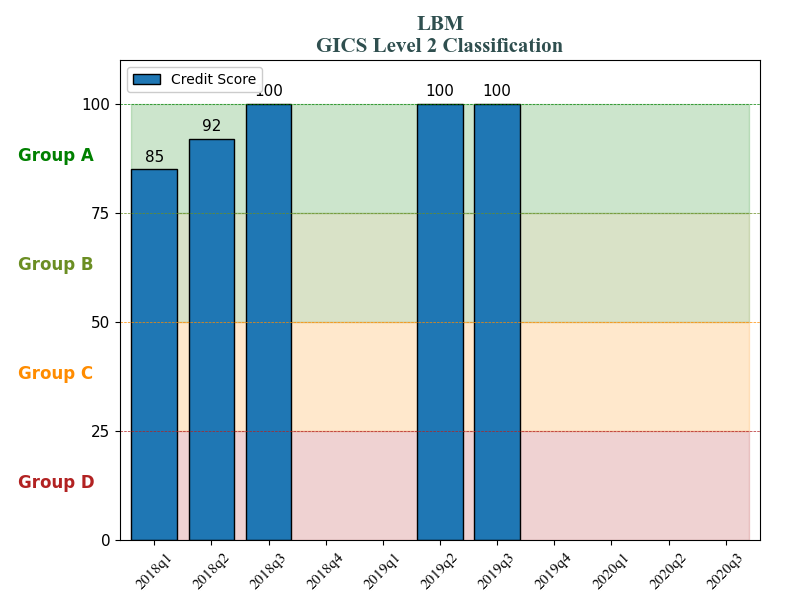 LBM
GICS Level 2 Classification
Credit Score
100
100
100
92
85
100
75
50
25
0
Group A
Group B
Group C
Group D
2018q1
2018q2
2018q3
2018q4
2019q1
2019q2
2019q3
2019q4
2020q1
2020q2
2020q3